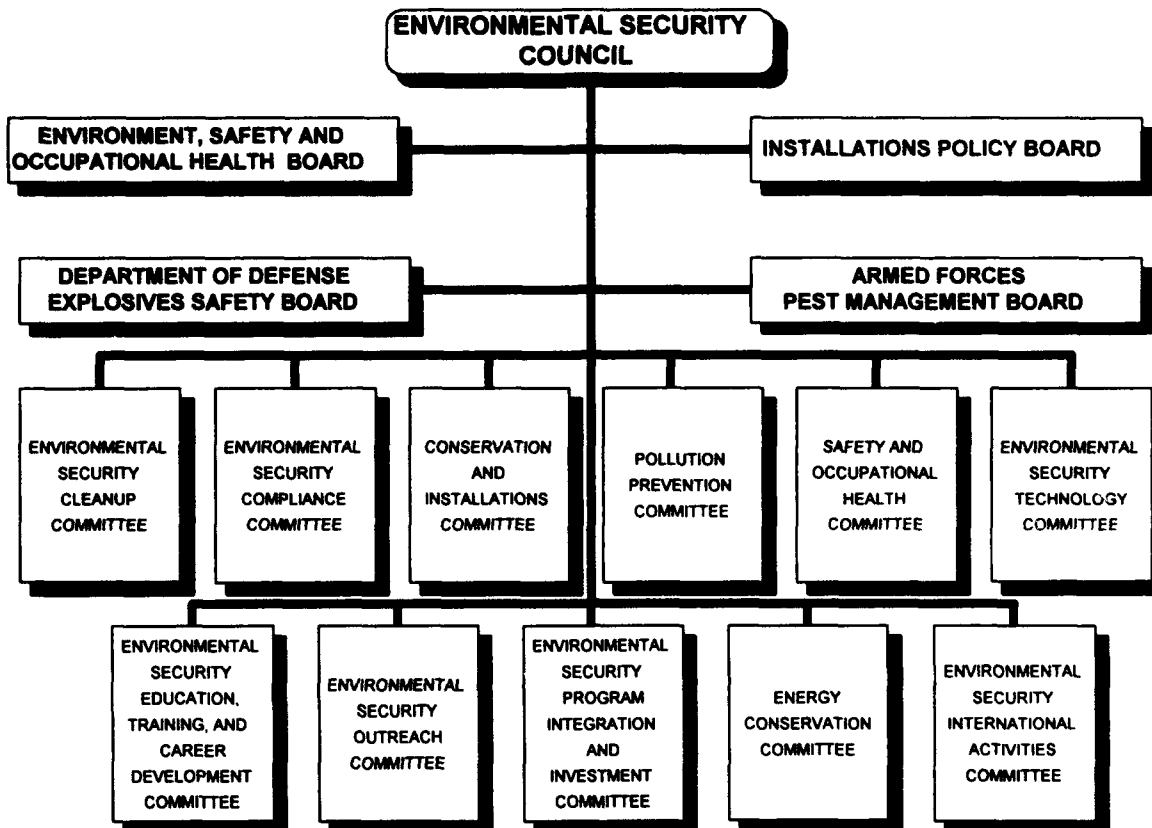 ENVIRONMENTAL SECURITY
COUNCIL
ENVIRONMENT, SAFETY AND
OCCUPATIONAL HEALTH BOARD
INSTALLATIONS POLICY BOARD
DEPARTMENT OF DEFENSE
EXPLOSIVES SAFETY BOARD
ARMED FORCES
PEST MANAGEMENT BOARD
ENVIRONMENTAL
SECURITY
CLEANUP
COMMITTEE
ENVIRONMENTAL
SECURITY
COMPLIANCE
COMMITTEE
CONSERVATION
AND
INSTALLATIONS
COMMITTEE
POLLUTION
PREVENTION
COMMITTEE
SAFETY AND
OCCUPATIONAL
HEALTH
COMMITTEE
ENVIRONMENTAL
SECURITY
TECHNOLOGY
COMMITTEE
ENVIRONMENTAL
SECURITY
EDUCATION,
TRAINING, AND
CAREER
DEVELOPMENT
COMMITTEE
ENVIRONMENTAL
SECURITY
OUTREACH
COMMITTEE
ENVIRONMENTAL
SECURITY
PROGRAM
INTEGRATION
AND
INVESTMENT
COMMITTEE
ENERGY
CONSERVATION
COMMITTEE
ENVIRONMENTAL
SECURITY
INTERNATIONAL
ACTIVITIES
COMMITTEE